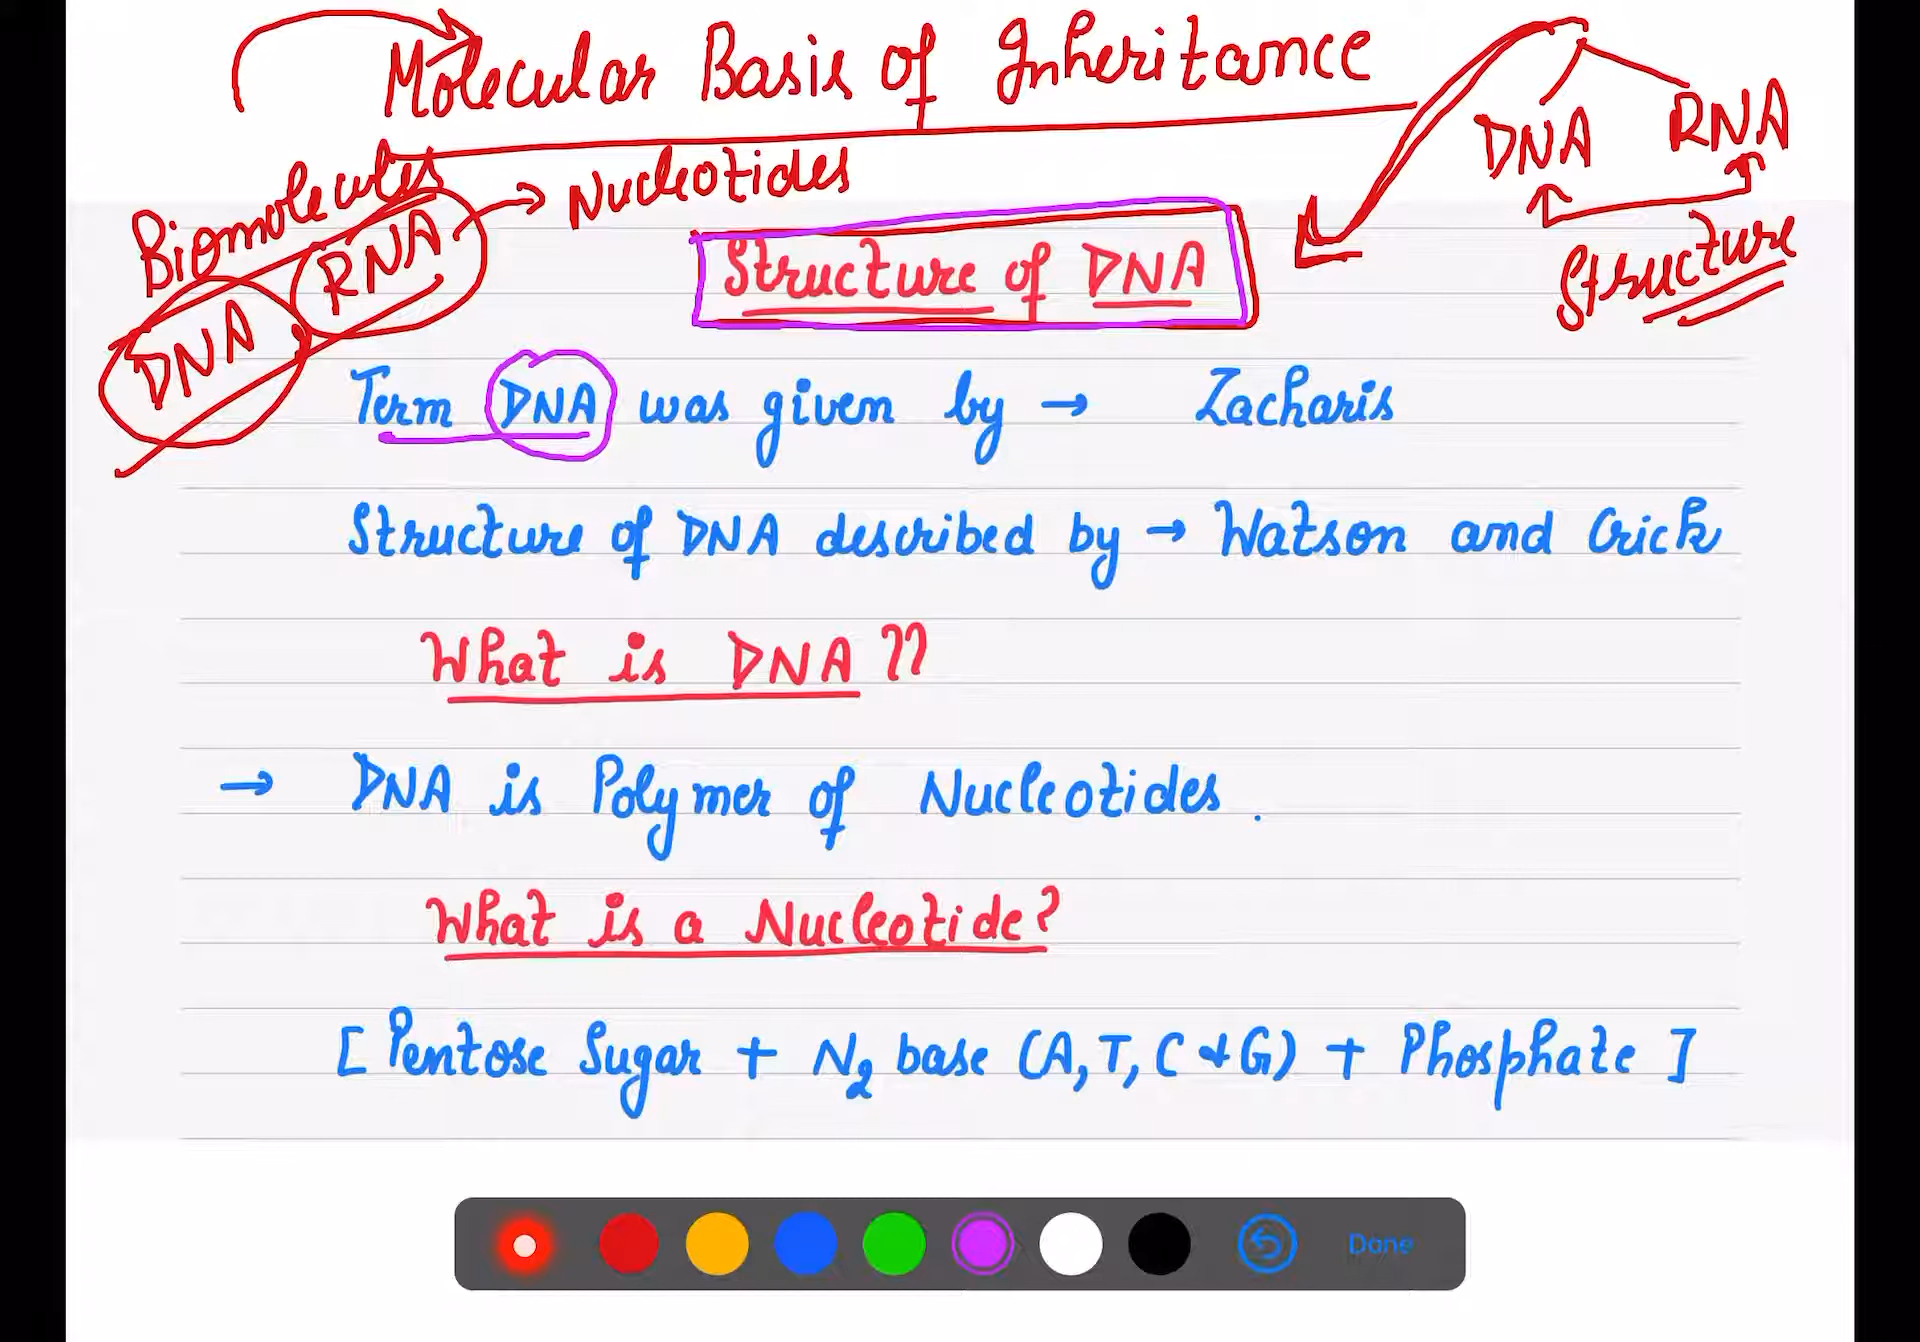 Molecular Basis of Inheritance
DNA RNA
Structure
Biomolecules
DNA RNA → Nucleotides
Structure of DNA
Term DNA was given by → Zacharis
Structure of DNA described by → Watson and Crick
What is DNA ??
→ DNA is Polymer of Nucleotides.
What is a Nucleotide?
[ Pentose Sugar + N2 base (A, T, C & G) + Phosphate ]
Done